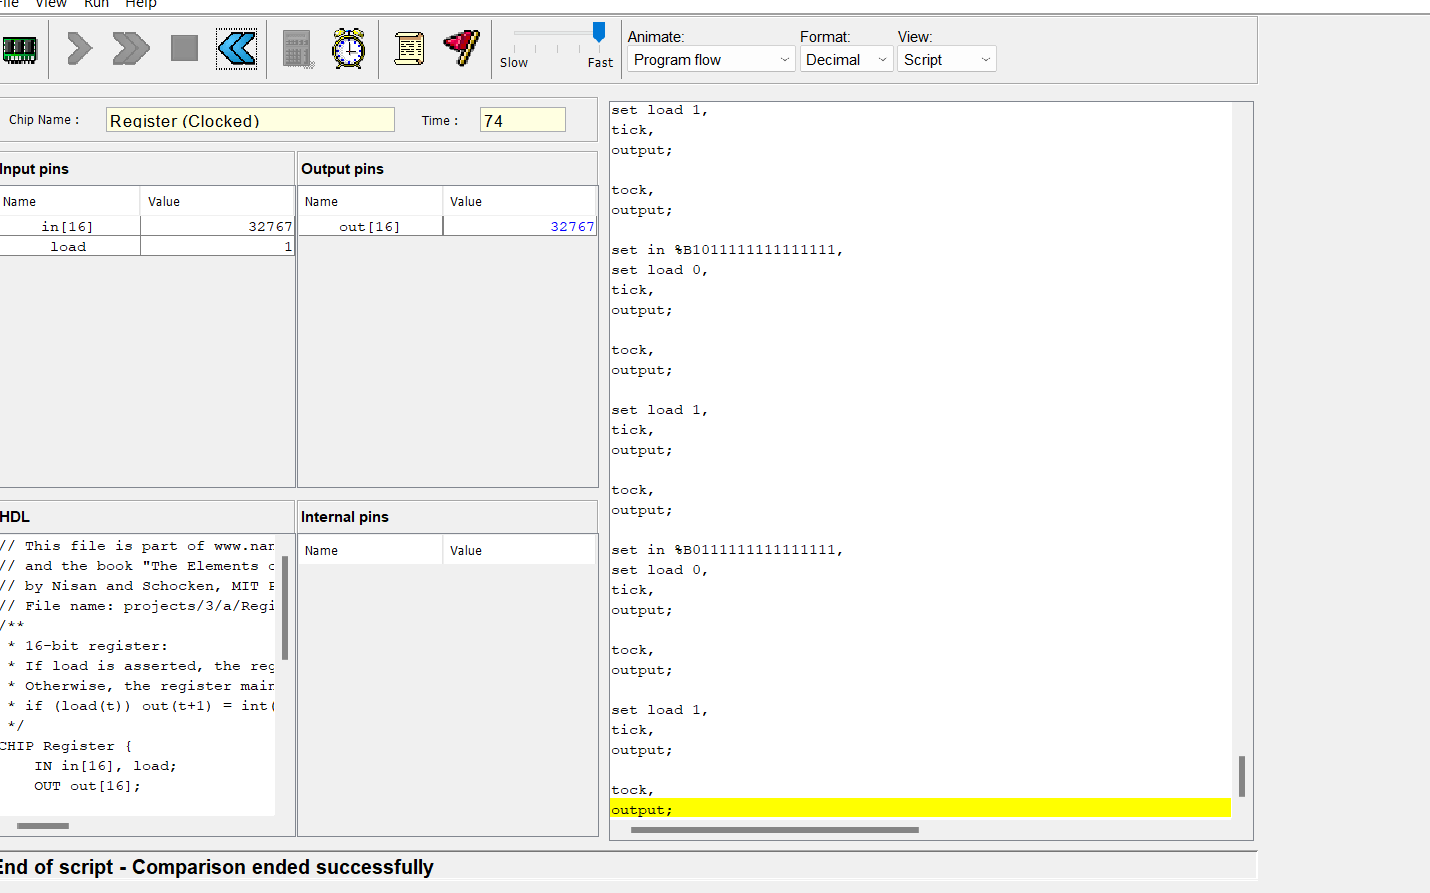 File View Run Help
Animate: Format: View:
Slow Fast Program flow Decimal Script
Chip Name : Register (Clocked) Time : 74
Input pins
Name Value
in[16] 32767
load 1
Output pins
Name Value
out[16] 32767
HDL
// This file is part of www.nan
// and the book "The Elements o
// by Nisan and Schocken, MIT P
// File name: projects/3/a/Regi
/**
* 16-bit register:
* If load is asserted, the reg
* Otherwise, the register main
* if (load(t)) out(t+1) = int(
*/
CHIP Register {
IN in[16], load;
OUT out[16];
Internal pins
Name Value
set load 1,
tick,
output;
tock,
output;
set in %B1011111111111111,
set load 0,
tick,
output;
tock,
output;
set load 1,
tick,
output;
tock,
output;
set in %B0111111111111111,
set load 0,
tick,
output;
tock,
output;
set load 1,
tick,
output;
tock,
output;
End of script - Comparison ended successfully